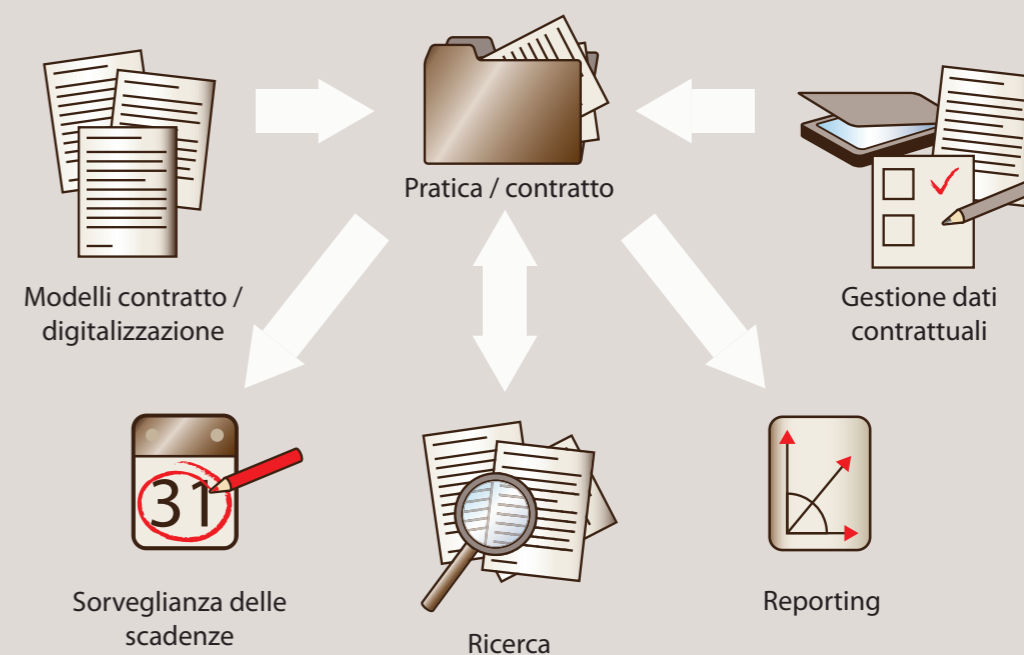 Pratica / contratto
Modelli contratto /
digitalizzazione
Gestione dati
contrattuali
31
Sorveglianza delle
scadenze
Ricerca
Reporting